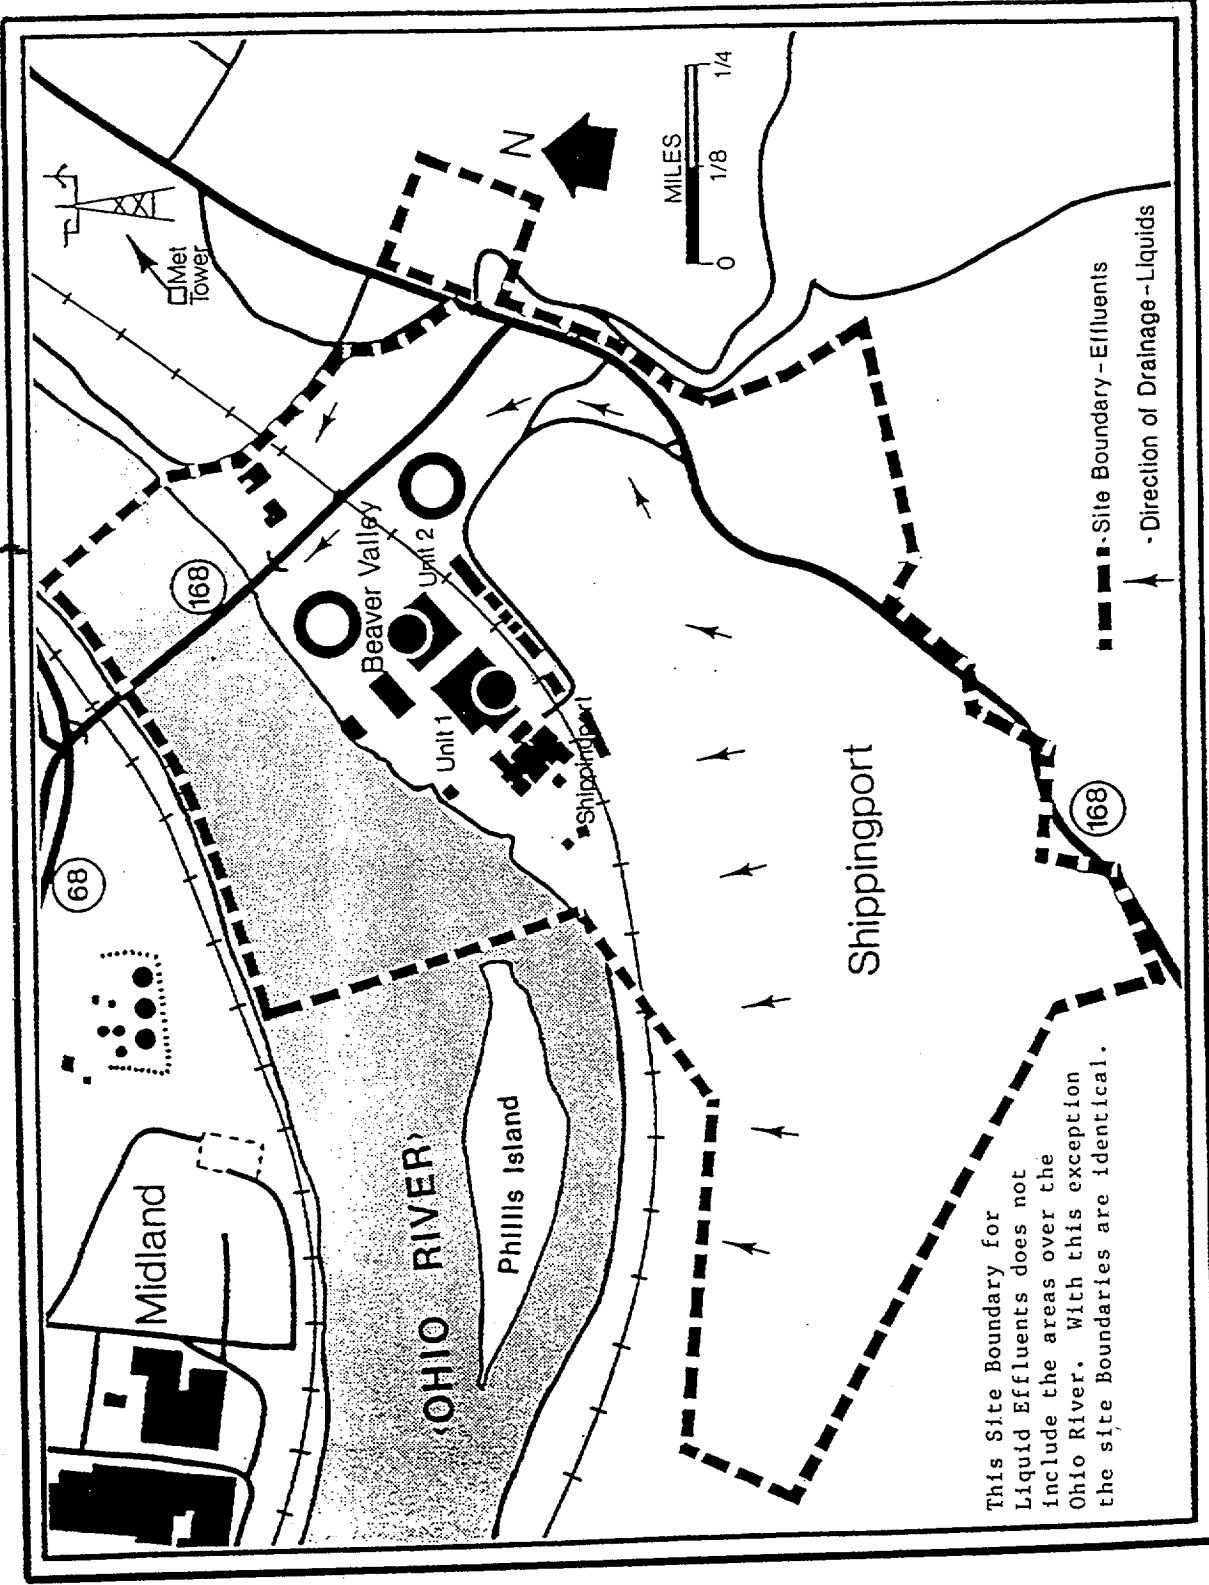 68
168
Met
Tower
N
MILES
0 1/8 1/4
Midland
‹OHIO RIVER›
Phillis Island
Beaver Valley
Unit 2
Unit 1
Shippingport
Shippingport
168
This Site Boundary for
Liquid Effluents does not
include the areas over the
Ohio River. With this exception
the site Boundaries are identical.
-Site Boundary-Effluents
-Direction of Drainage-Liquids